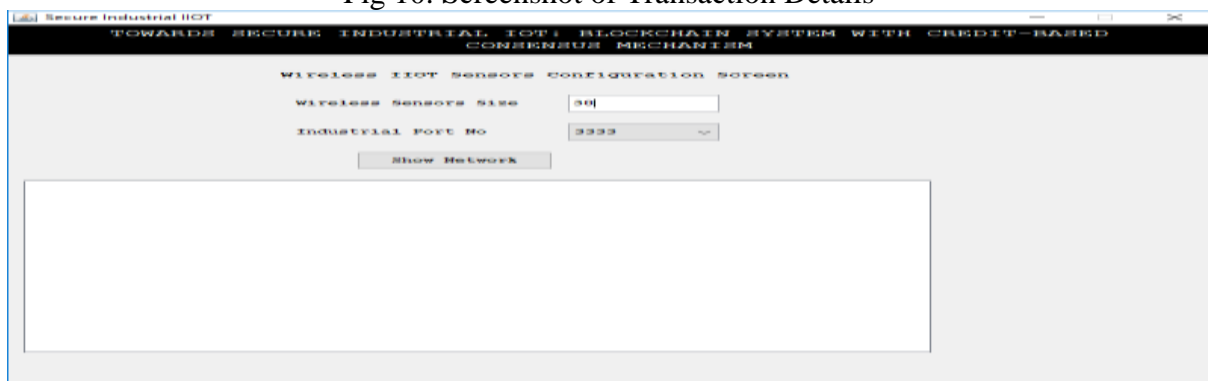 Fig 10. Screenshot of Transaction Details
Secure Industrial IIOT
TOWARDS SECURE INDUSTRIAL IOT: BLOCKCHAIN SYSTEM WITH CREDIT-BASED
CONSENSUS MECHANISM
Wireless IIOT Sensors Configuration Screen
Wireless Sensors Size 30
Industrial Port No 3333
Show Network